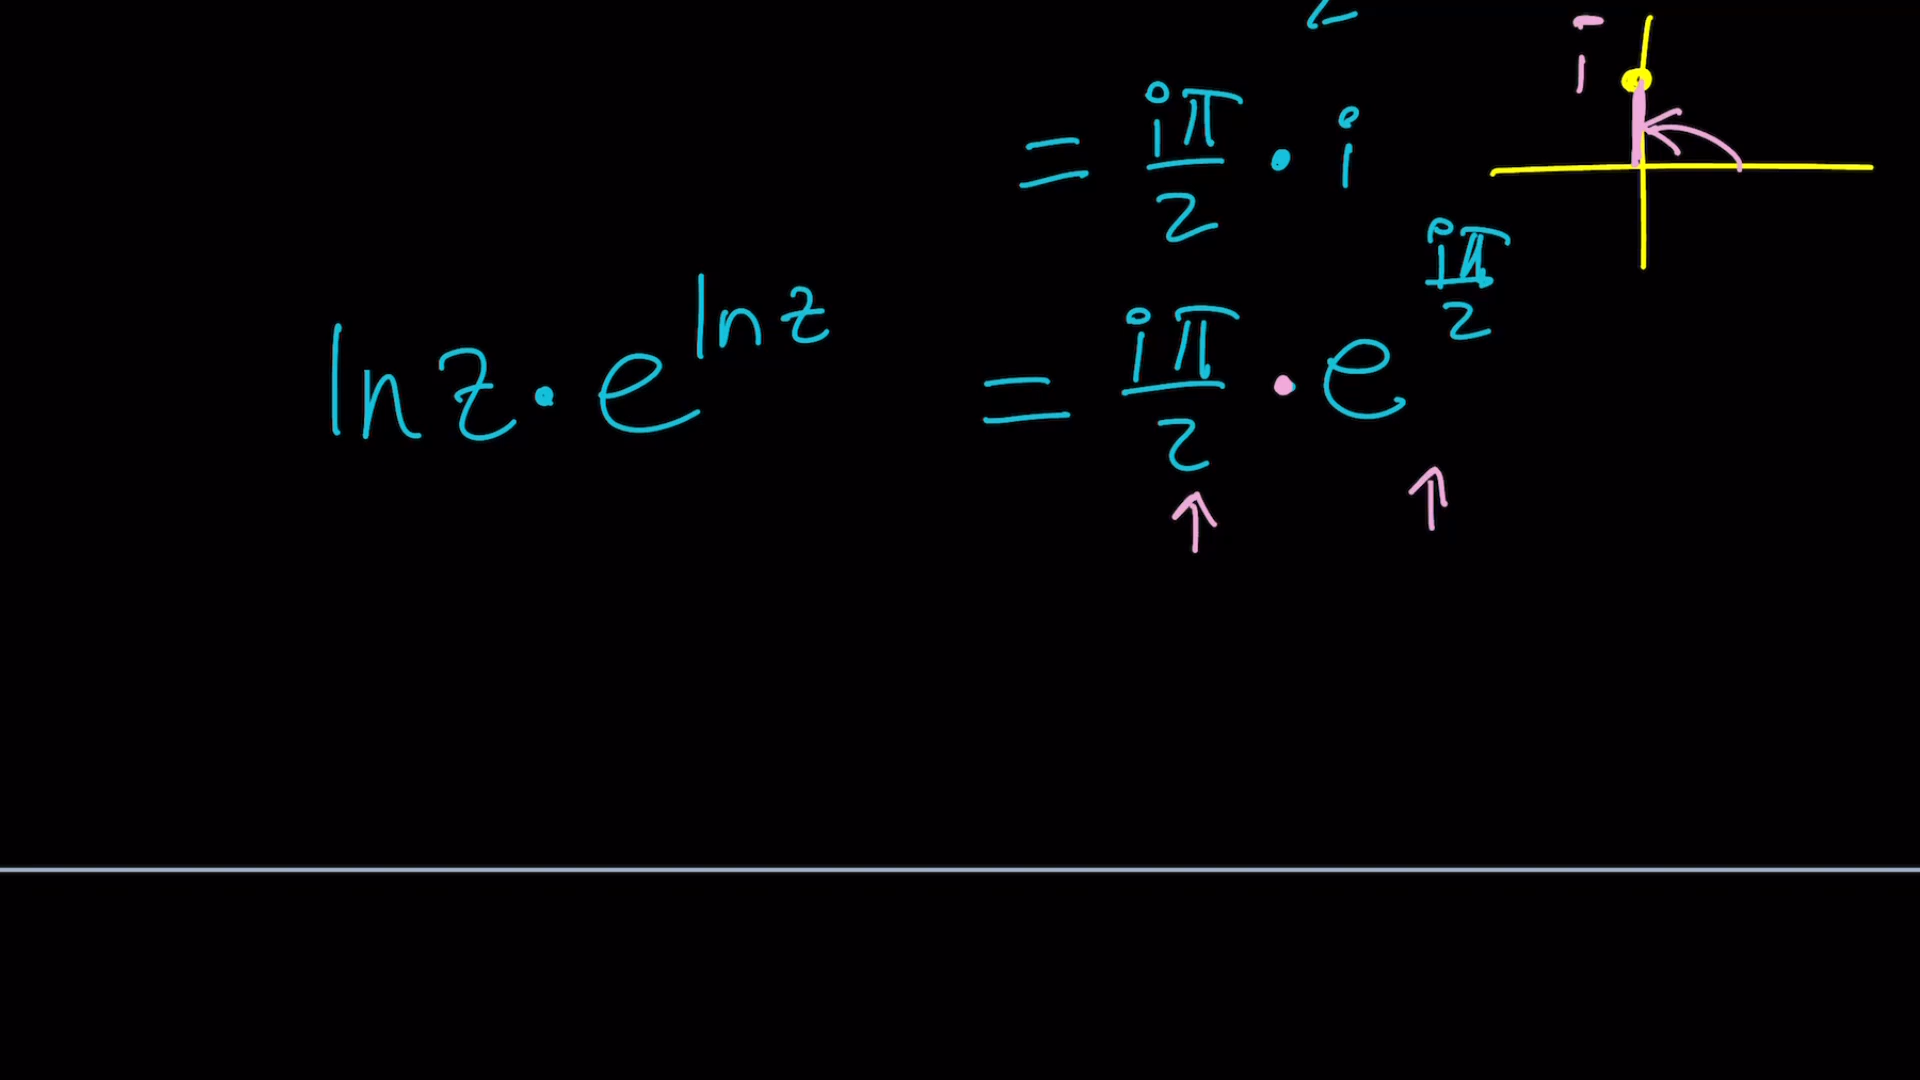 = iπ/2 · i
i
ln z · e^(ln z) = iπ/2 · e^(iπ/2)